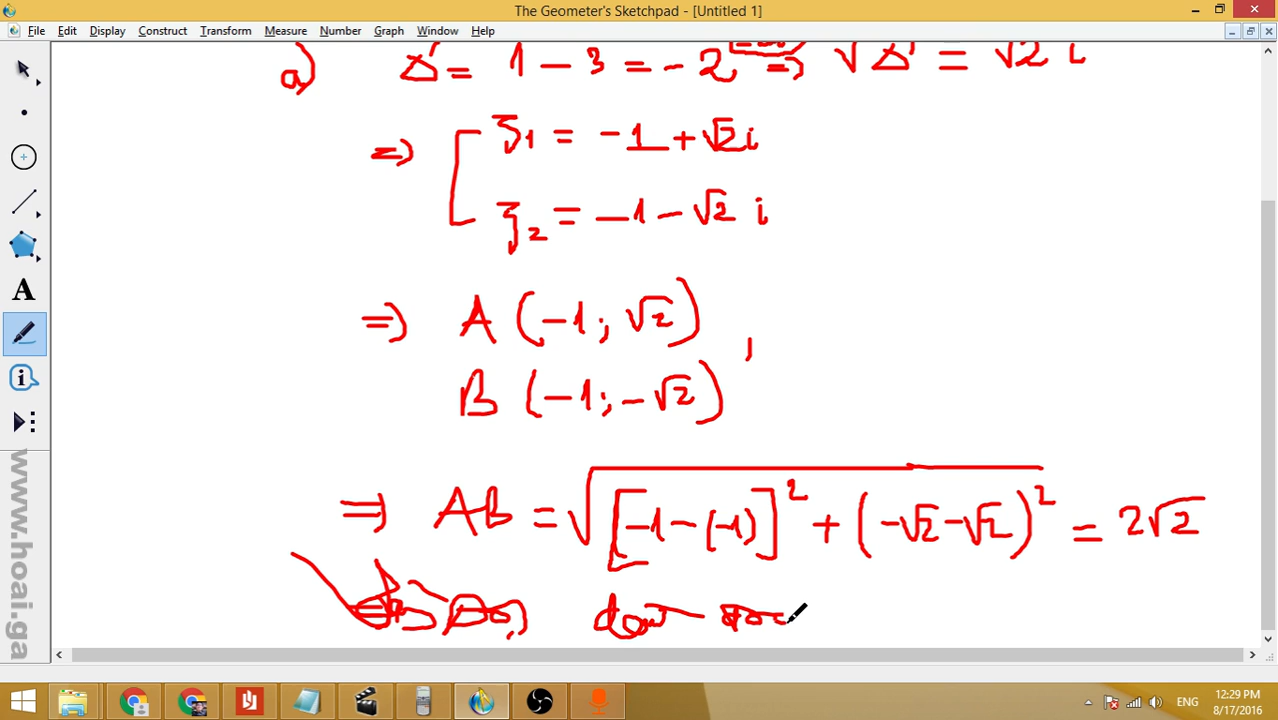 The Geometer's Sketchpad - [Untitled 1]
File Edit Display Construct Transform Measure Number Graph Window Help
a) Δ' = 1 - 3 = -2 => √Δ' = √2 i
=> [ z1 = -1 + √2i
z2 = -1 - √2 i
=> A (-1; √2) ,
B (-1; -√2)
=> AB = √([-1-(-1)]² + (-√2-√2)²) = 2√2
A
www.hoai.ga
ENG
12:29 PM
8/17/2016